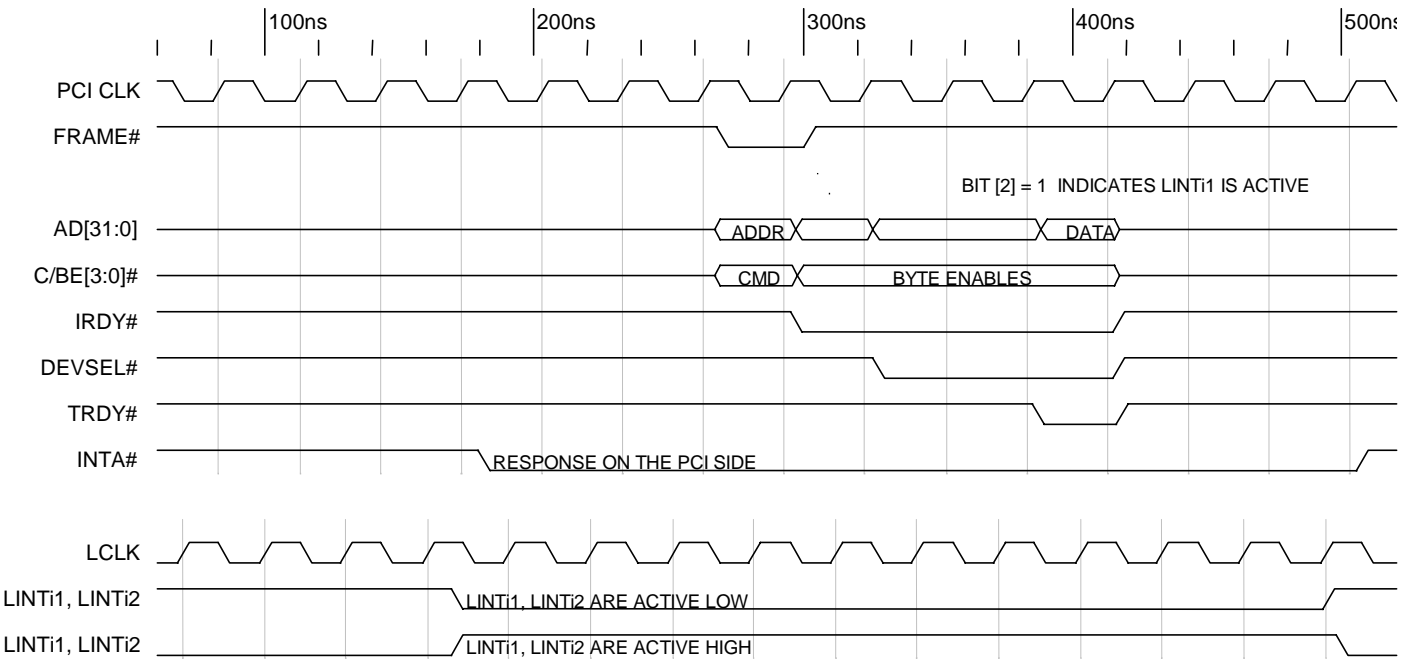 100ns 200ns 300ns 400ns 500ns
PCI CLK
FRAME#
BIT [2] = 1 INDICATES LINTi1 IS ACTIVE
AD[31:0] ADDR DATA
C/BE[3:0]# CMD BYTE ENABLES
IRDY#
DEVSEL#
TRDY#
INTA# RESPONSE ON THE PCI SIDE
LCLK
LINTi1, LINTi2 LINTi1, LINTi2 ARE ACTIVE LOW
LINTi1, LINTi2 LINTi1, LINTi2 ARE ACTIVE HIGH